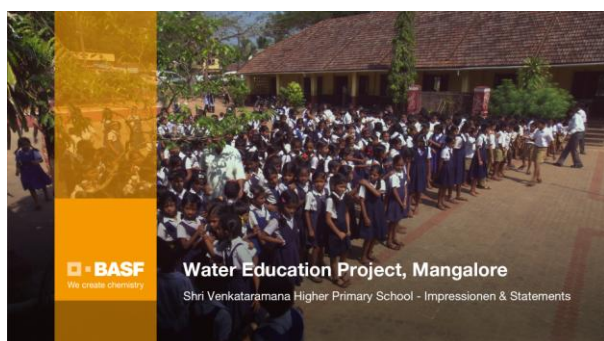 BASF
We create chemistry
Water Education Project, Mangalore
Shri Venkataramana Higher Primary School - Impressionen & Statements